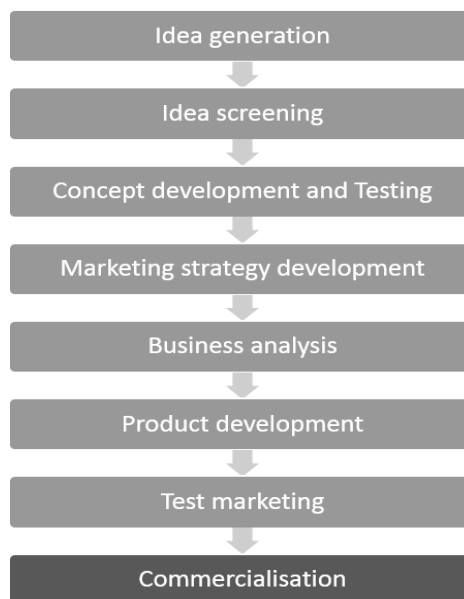 Idea generation
Idea screening
Concept development and Testing
Marketing strategy development
Business analysis
Product development
Test marketing
Commercialisation